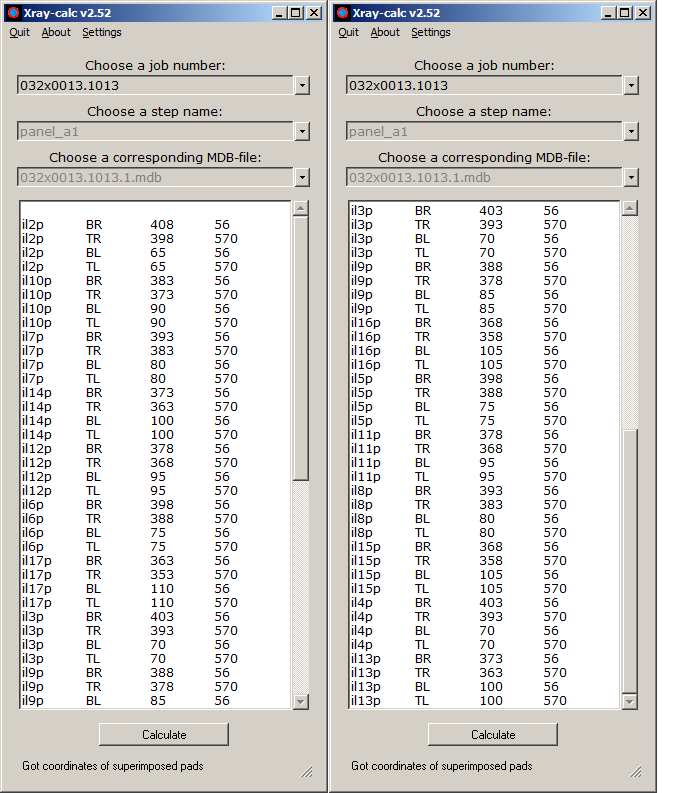 Xray-calc v2.52
Quit About Settings
Choose a job number:
032x0013.1013
Choose a step name:
panel_a1
Choose a corresponding MDB-file:
032x0013.1013.1.mdb
il2p BR 408 56
il2p TR 398 570
il2p BL 65 56
il2p TL 65 570
il10p BR 383 56
il10p TR 373 570
il10p BL 90 56
il10p TL 90 570
il7p BR 393 56
il7p TR 383 570
il7p BL 80 56
il7p TL 80 570
il14p BR 373 56
il14p TR 363 570
il14p BL 100 56
il14p TL 100 570
il12p BR 378 56
il12p TR 368 570
il12p BL 95 56
il12p TL 95 570
il6p BR 398 56
il6p TR 388 570
il6p BL 75 56
il6p TL 75 570
il17p BR 363 56
il17p TR 353 570
il17p BL 110 56
il17p TL 110 570
il3p BR 403 56
il3p TR 393 570
il3p BL 70 56
il3p TL 70 570
il9p BR 388 56
il9p TR 378 570
il9p BL 85 56
Calculate
Got coordinates of superimposed pads
Xray-calc v2.52
Quit About Settings
Choose a job number:
032x0013.1013
Choose a step name:
panel_a1
Choose a corresponding MDB-file:
032x0013.1013.1.mdb
il3p BR 403 56
il3p TR 393 570
il3p BL 70 56
il3p TL 70 570
il9p BR 388 56
il9p TR 378 570
il9p BL 85 56
il9p TL 85 570
il16p BR 368 56
il16p TR 358 570
il16p BL 105 56
il16p TL 105 570
il5p BR 398 56
il5p TR 388 570
il5p BL 75 56
il5p TL 75 570
il11p BR 378 56
il11p TR 368 570
il11p BL 95 56
il11p TL 95 570
il8p BR 393 56
il8p TR 383 570
il8p BL 80 56
il8p TL 80 570
il15p BR 368 56
il15p TR 358 570
il15p BL 105 56
il15p TL 105 570
il4p BR 403 56
il4p TR 393 570
il4p BL 70 56
il4p TL 70 570
il13p BR 373 56
il13p TR 363 570
il13p BL 100 56
il13p TL 100 570
Calculate
Got coordinates of superimposed pads